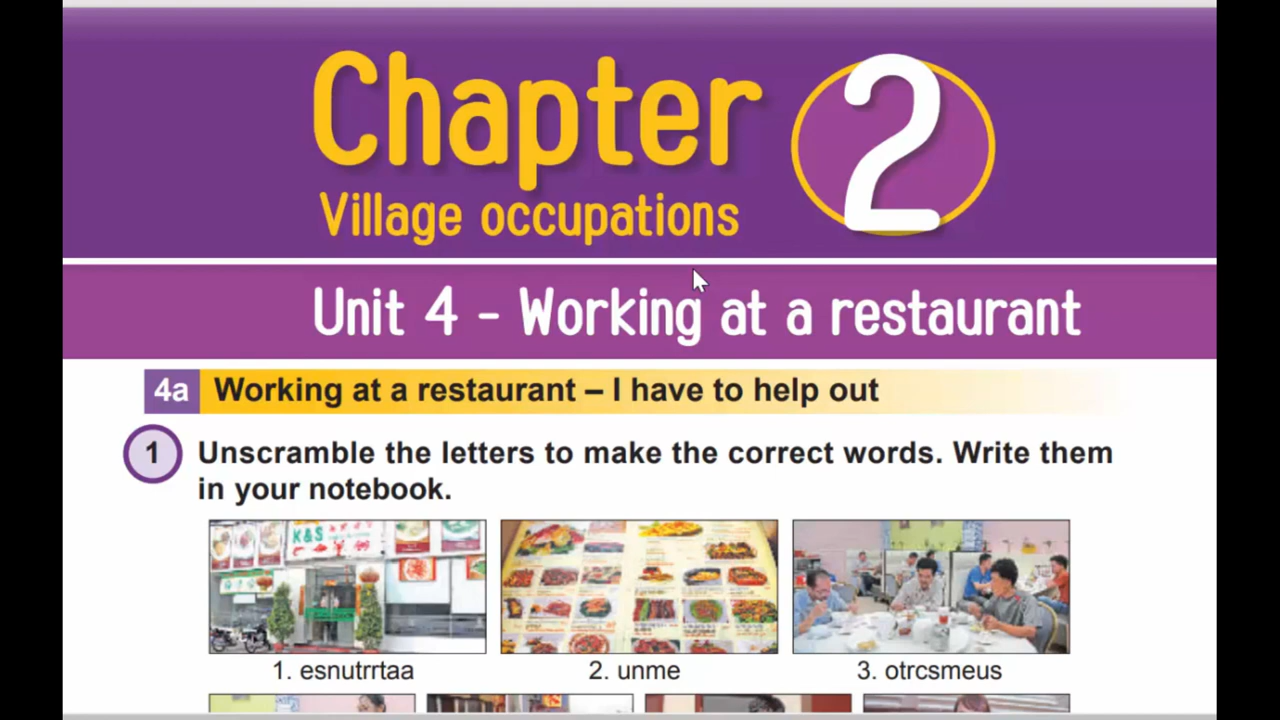 Chapter 2
Village occupations
Unit 4 - Working at a restaurant
4a Working at a restaurant – I have to help out
1 Unscramble the letters to make the correct words. Write them
in your notebook.
K&S
1. esnutrrtaa
2. unme
3. otrcsmeus